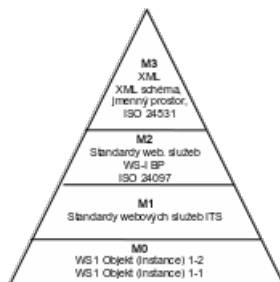 M3
XML
XML schéma,
jmenný prostor,
ISO 24531
M2
Standardy web. služeb
WS-I BP
ISO 24097
M1
Standardy webových služeb ITS
M0
WS1 Objekt (Instance) 1-2
WS1 Objekt (Instance) 1-1